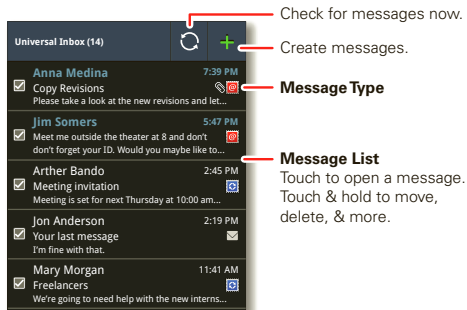 Check for messages now.
Universal Inbox (14)
Create messages.
Anna Medina 7:39 PM
Copy Revisions
Please take a look at the new revisions and let...
Message Type
Jim Somers 5:47 PM
Meet me outside the theater at 8 and don't
don't forget your ID. Would you maybe like to...
Message List
Touch to open a message.
Touch & hold to move,
delete, & more.
Arther Bando 2:45 PM
Meeting invitation
Meeting is set for next Thursday at 10:00 am...
Jon Anderson 2:19 PM
Your last message
I'm fine with that.
Mary Morgan 11:41 AM
Freelancers
We're going to need help with the new interns...